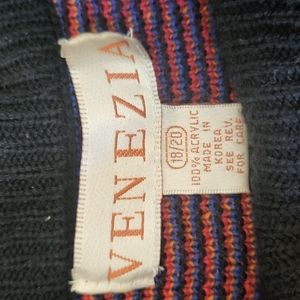 VENEZIA
18/20
100% ACRYLIC
MADE IN
KOREA
SEE REV.
FOR CARE